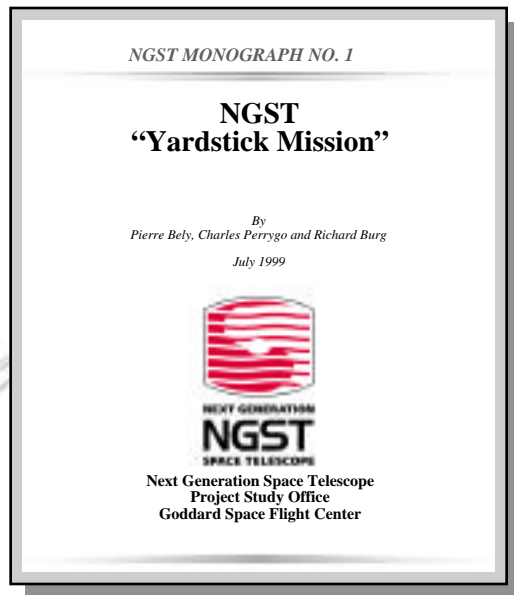 NGST MONOGRAPH NO. 1
NGST
“Yardstick Mission”
By
Pierre Bely, Charles Perrygo and Richard Burg
July 1999
NEXT GENERATION
NGST
SPACE TELESCOPE
Next Generation Space Telescope
Project Study Office
Goddard Space Flight Center